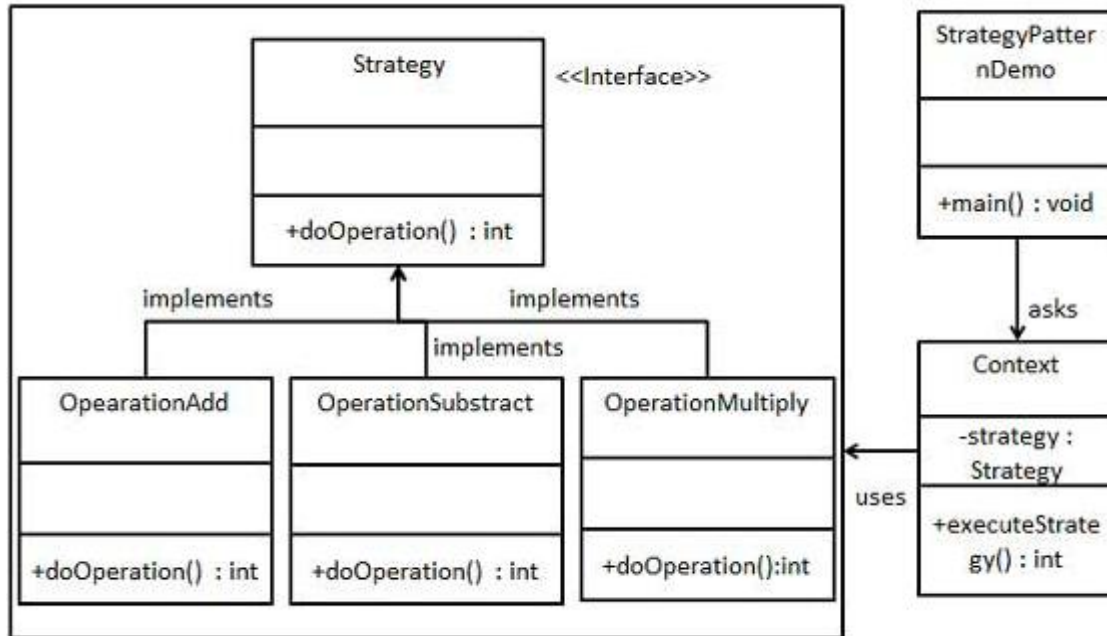 Strategy
<<Interface>>
+doOperation() : int
implements
implements
implements
OpearationAdd
+doOperation() : int
OperationSubstract
+doOperation() : int
OperationMultiply
+doOperation():int
StrategyPatter
nDemo
+main() : void
asks
Context
-strategy :
Strategy
+executeStrate
gy() : int
uses